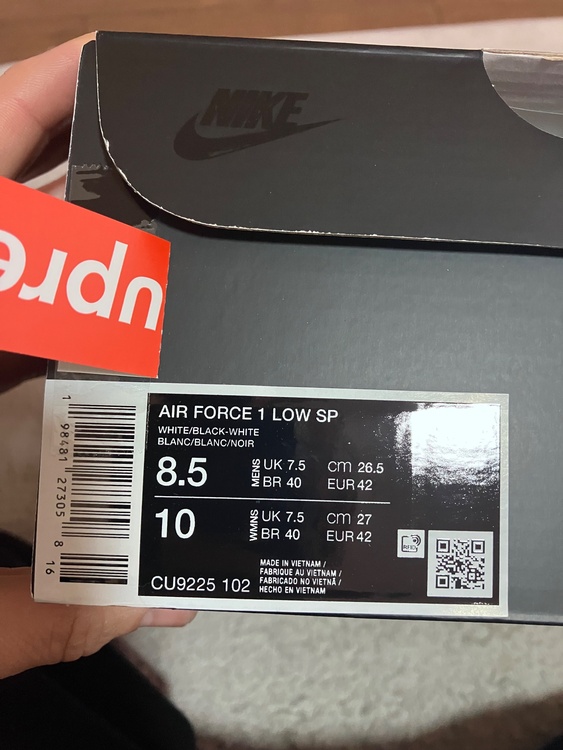 NIKE
upre
AIR FORCE 1 LOW SP
WHITE/BLACK-WHITE
BLANC/BLANC/NOIR
8.5 MENS UK 7.5 cm 26.5
BR 40 EUR 42
10 WMNS UK 7.5 cm 27
BR 40 EUR 42
MADE IN VIETNAM /
FABRIQUE AU VIETNAM /
FABRICADO NO VIETNÃ /
HECHO EN VIETNAM
CU9225 102
1 98481 27305 8 16